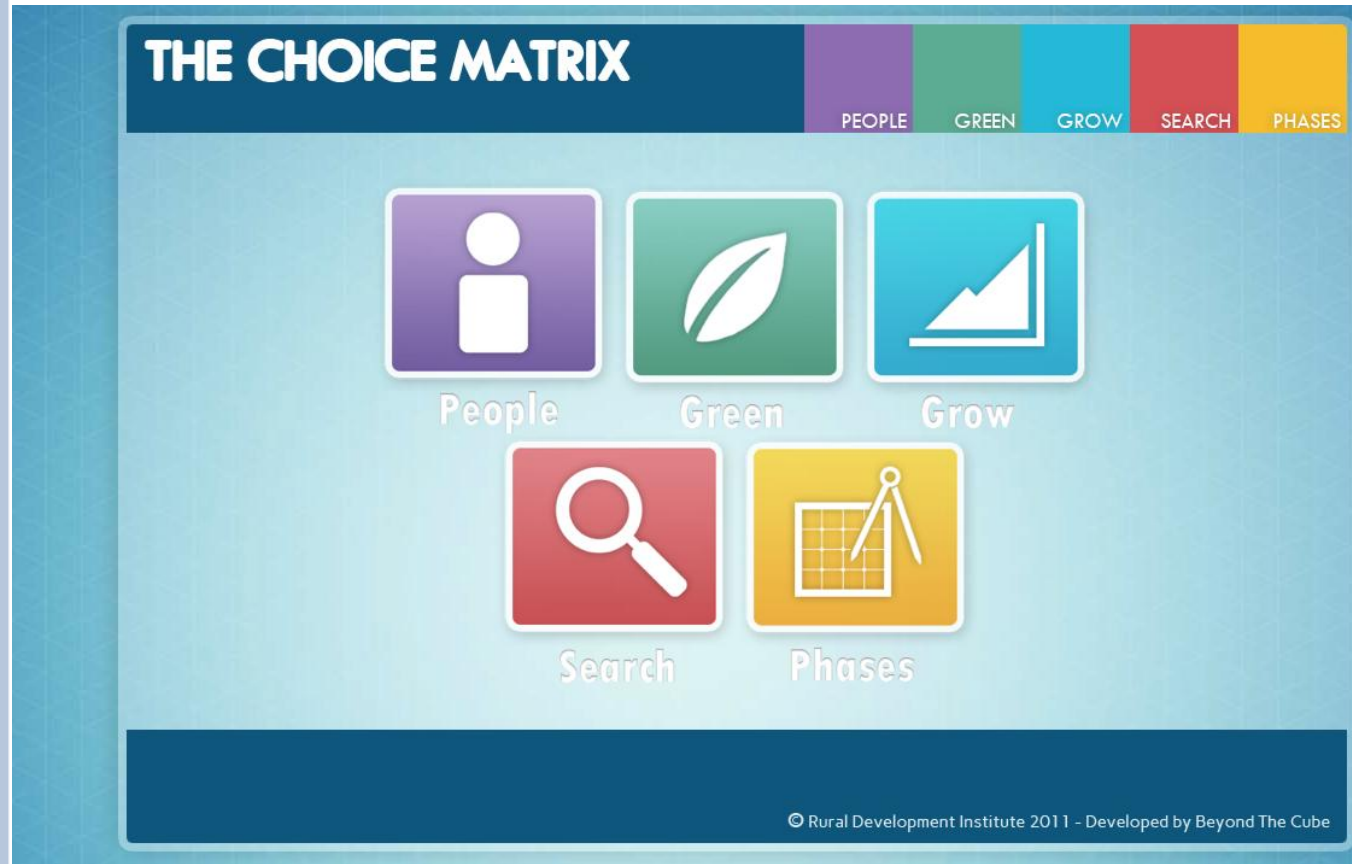 THE CHOICE MATRIX
PEOPLE GREEN GROW SEARCH PHASES
People Green Grow
Search Phases
© Rural Development Institute 2011 - Developed by Beyond The Cube